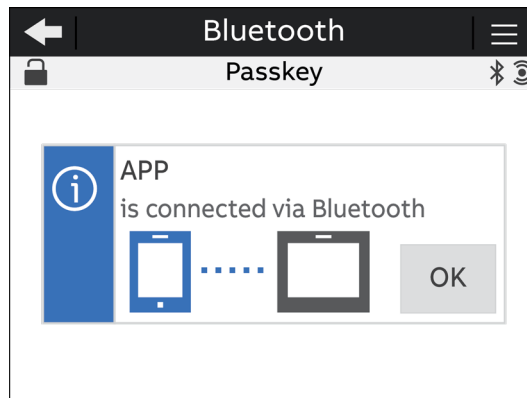 Bluetooth
Passkey
APP
is connected via Bluetooth
OK